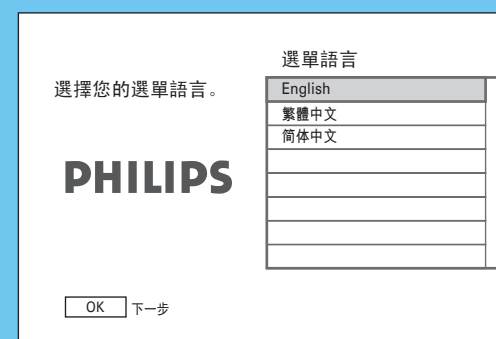 選單語言
選擇您的選單語言。
English
繁體中文
简体中文
PHILIPS
OK 下一步